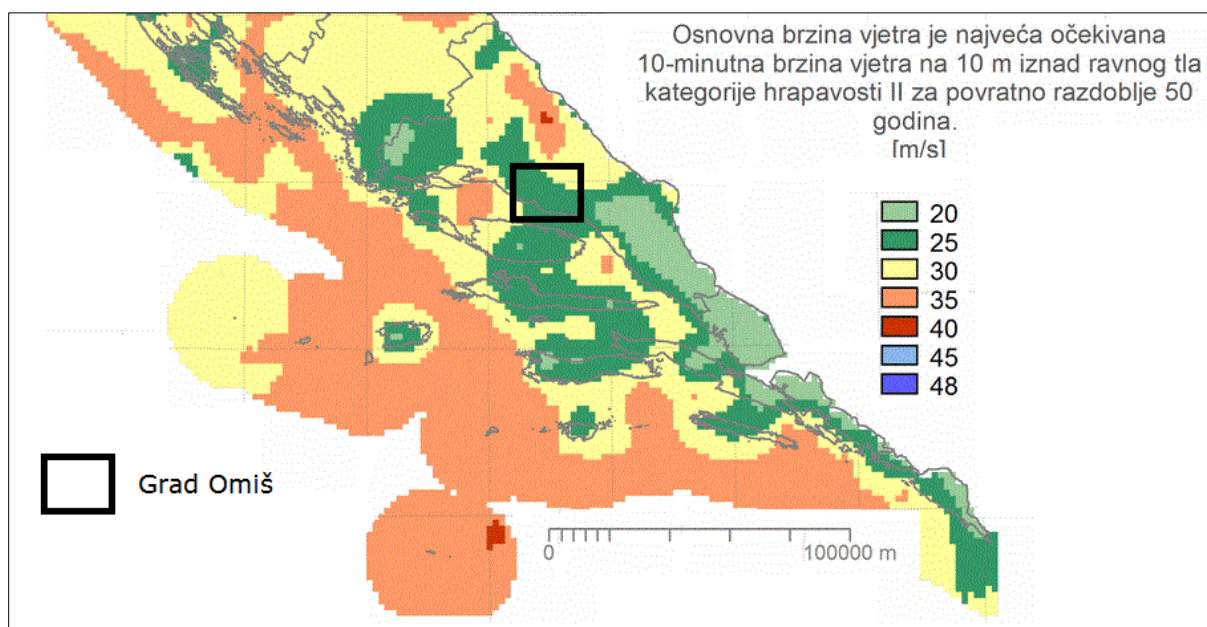 Osnovna brzina vjetra je najveća očekivana
10-minutna brzina vjetra na 10 m iznad ravnog tla
kategorije hrapavosti II za povratno razdoblje 50
godina.
[m/s]
20
25
30
35
40
45
48
Grad Omiš
0 100000 m